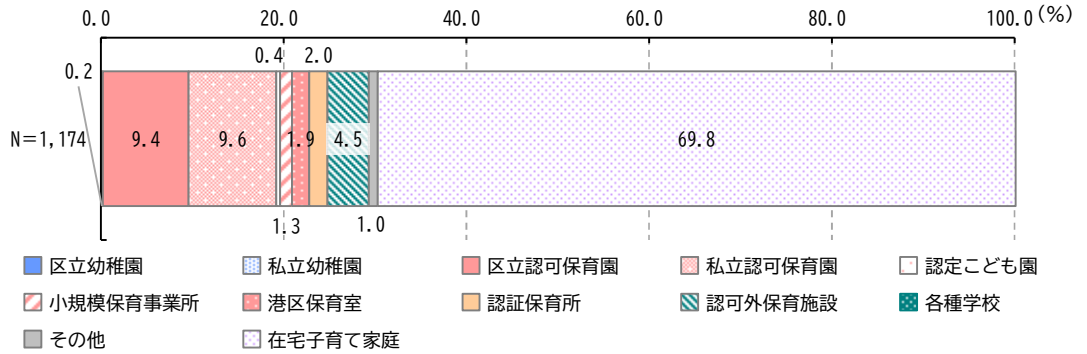 0.0 20.0 40.0 60.0 80.0 100.0 (%)
0.4 2.0
0.2
N＝1,174 9.4 9.6 1.9 4.5 69.8
1.3 1.0
区立幼稚園 私立幼稚園 区立認可保育園 私立認可保育園 認定こども園
小規模保育事業所 港区保育室 認証保育所 認可外保育施設 各種学校
その他 在宅子育て家庭